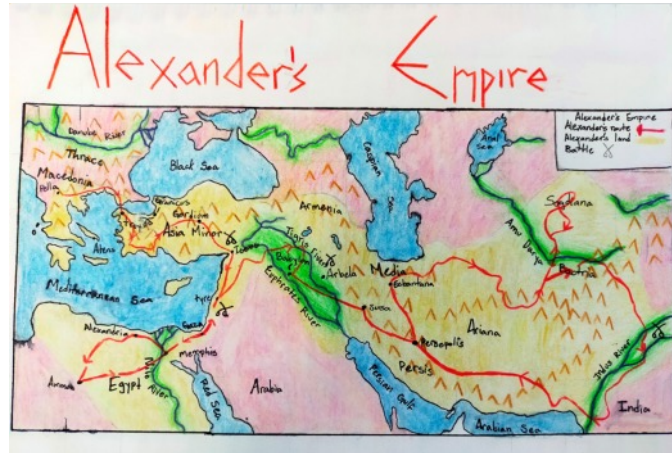 Alexander's Empire
Alexander's Empire
Alexander's route
Alexander's land
Battle
Danube River
Thrace
Macedonia
Pella
Black Sea
Caspian
Sea
Aral
Sea
Granicus
Gordium
Asia Minor
Armenia
Issus
Tigris River
Arbela
Babylon
Euphrates River
Media
Ecbatana
Susa
Amu Darya
Bactria
Ariana
Persepolis
Persis
Atens
Mediterranean Sea
Tyre
Gaza
Alexandria
Memphis
Egypt
Nile River
Red Sea
Arabia
Persian Gulf
Arabian Sea
Indus River
India